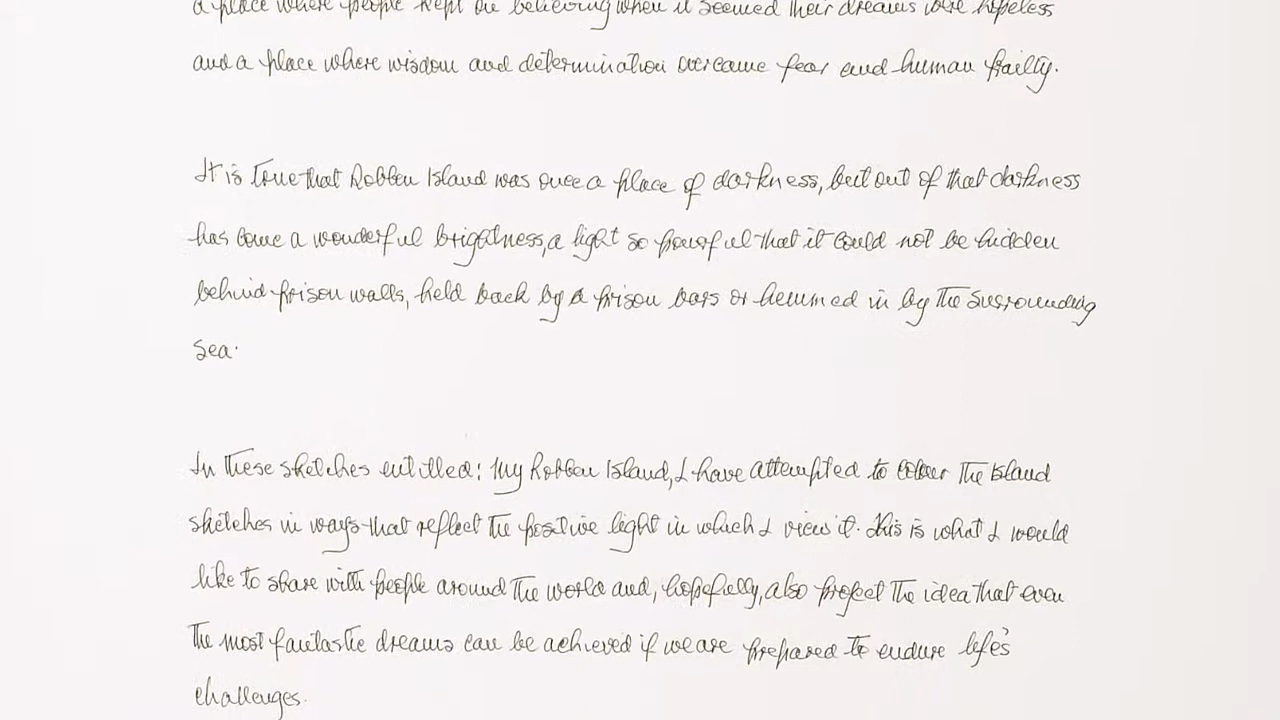 a place where people kept on believing when it seemed their dreams were hopeless
and a place where wisdom and determination overcame fear and human frailty.
It is true that Robben Island was once a place of darkness, but out of that darkness
has come a wonderful brightness, a light so powerful that it could not be hidden
behind prison walls, held back by a prison bars or hemmed in by the surrounding
sea.
In these sketches entitled: My Robben Island, I have attempted to colour the island
sketches in ways that reflect the positive light in which I view it. This is what I would
like to share with people around the world and, hopefully, also project the idea that even
the most fantastic dreams can be achieved if we are prepared to endure life's
challenges.